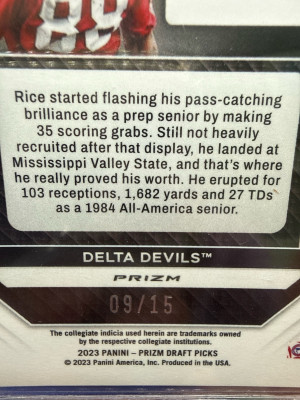 Rice started flashing his pass-catching
brilliance as a prep senior by making
35 scoring grabs. Still not heavily
recruited after that display, he landed at
Mississippi Valley State, and that's where
he really proved his worth. He erupted for
103 receptions, 1,682 yards and 27 TDs
as a 1984 All-America senior.
DELTA DEVILS™
PRIZM
09/15
The collegiate indicia used herein are trademarks owned
by the respective collegiate institutions.
2023 PANINI – PRIZM DRAFT PICKS
© 2023 Panini America, Inc. Produced in the USA.